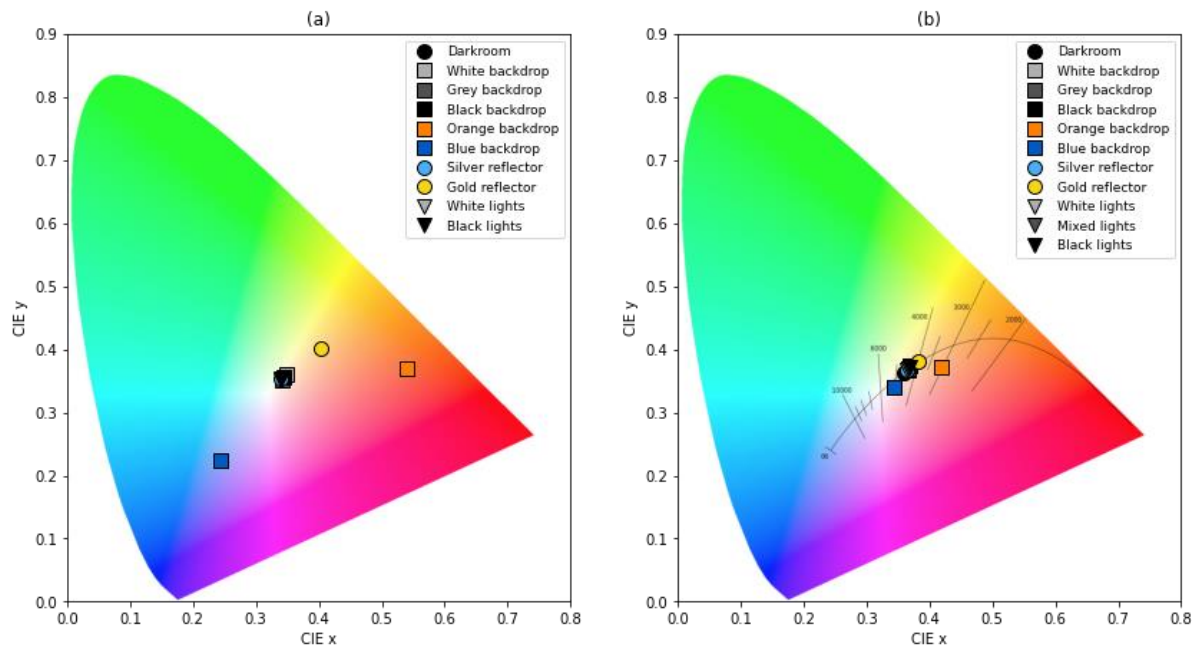 (a)
0.9
0.8
0.7
0.6
0.5
0.4
0.3
0.2
0.1
0.0
CIE y
0.0 0.1 0.2 0.3 0.4 0.5 0.6 0.7 0.8
CIE x
Darkroom
White backdrop
Grey backdrop
Black backdrop
Orange backdrop
Blue backdrop
Silver reflector
Gold reflector
White lights
Black lights
(b)
0.9
0.8
0.7
0.6
0.5
0.4
0.3
0.2
0.1
0.0
CIE y
0.0 0.1 0.2 0.3 0.4 0.5 0.6 0.7 0.8
CIE x
Darkroom
White backdrop
Grey backdrop
Black backdrop
Orange backdrop
Blue backdrop
Silver reflector
Gold reflector
White lights
Mixed lights
Black lights
10000
6000
4000
3000
2000